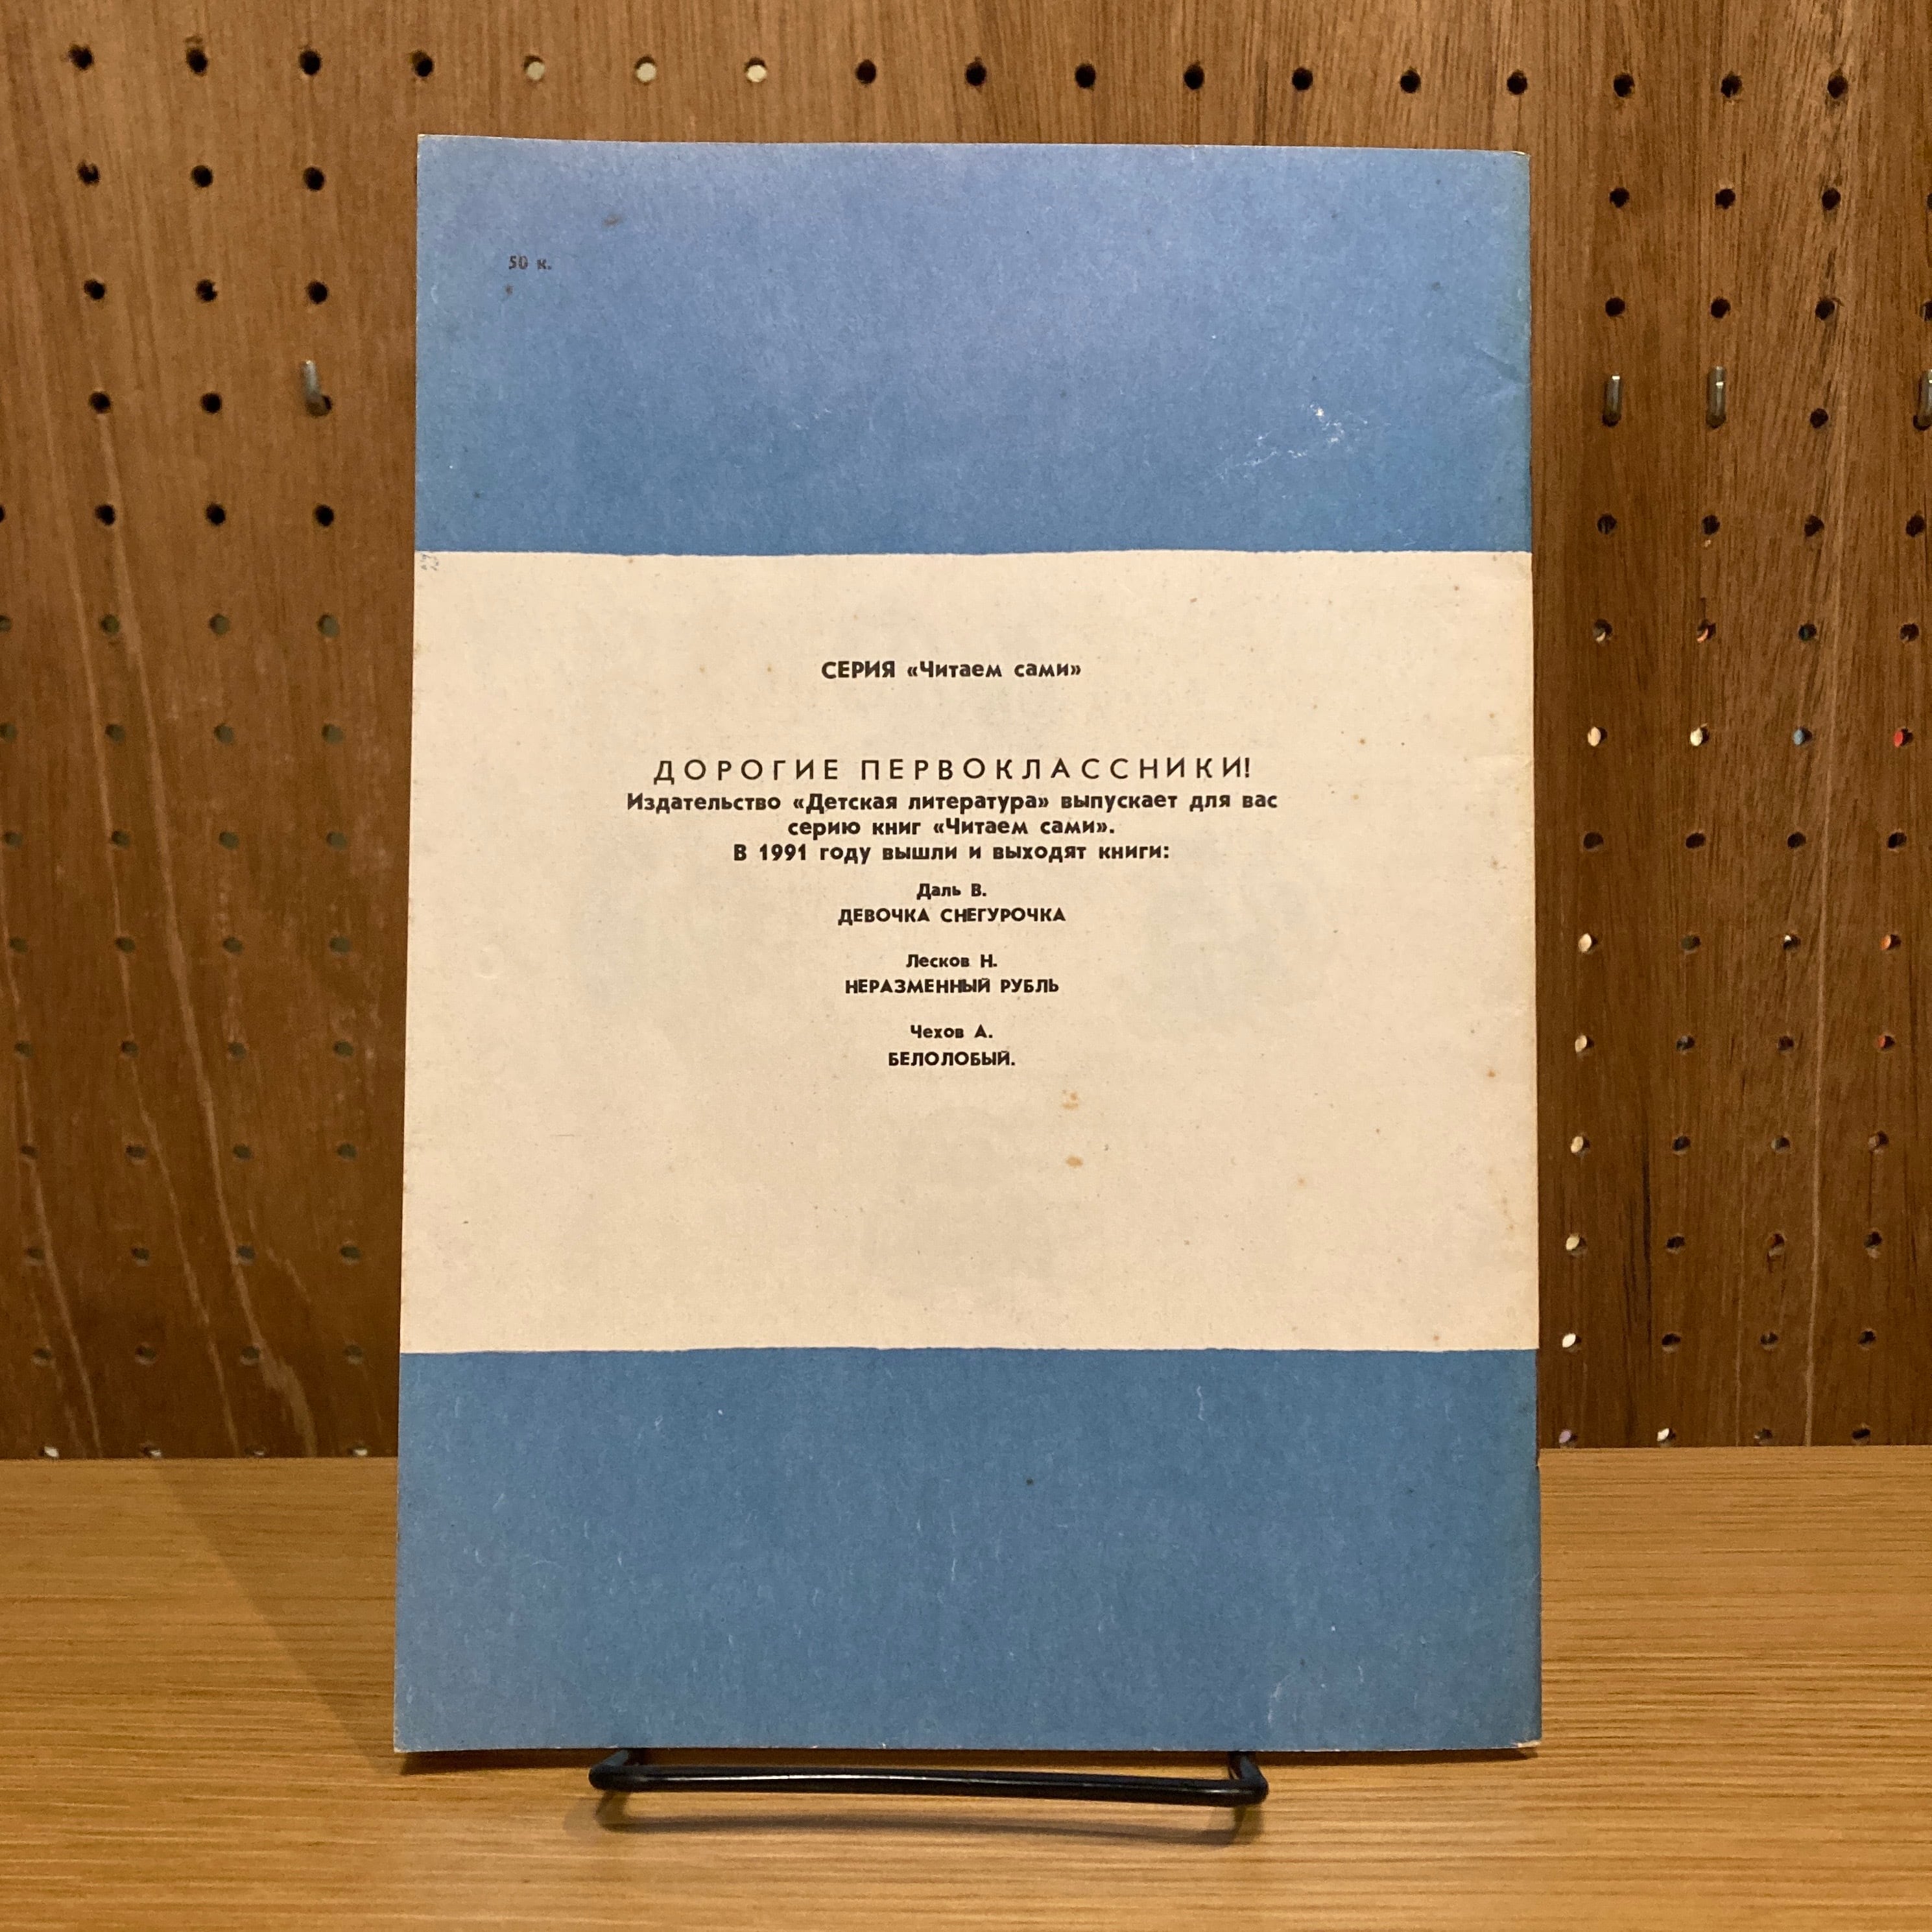 50 к.
СЕРИЯ «Читаем сами»
ДОРОГИЕ ПЕРВОКЛАССНИКИ!
Издательство «Детская литература» выпускает для вас
серию книг «Читаем сами».
В 1991 году вышли и выходят книги:
Даль В.
ДЕВОЧКА СНЕГУРОЧКА
Лесков Н.
НЕРАЗМЕННЫЙ РУБЛЬ
Чехов А.
БЕЛОЛОБЫЙ.